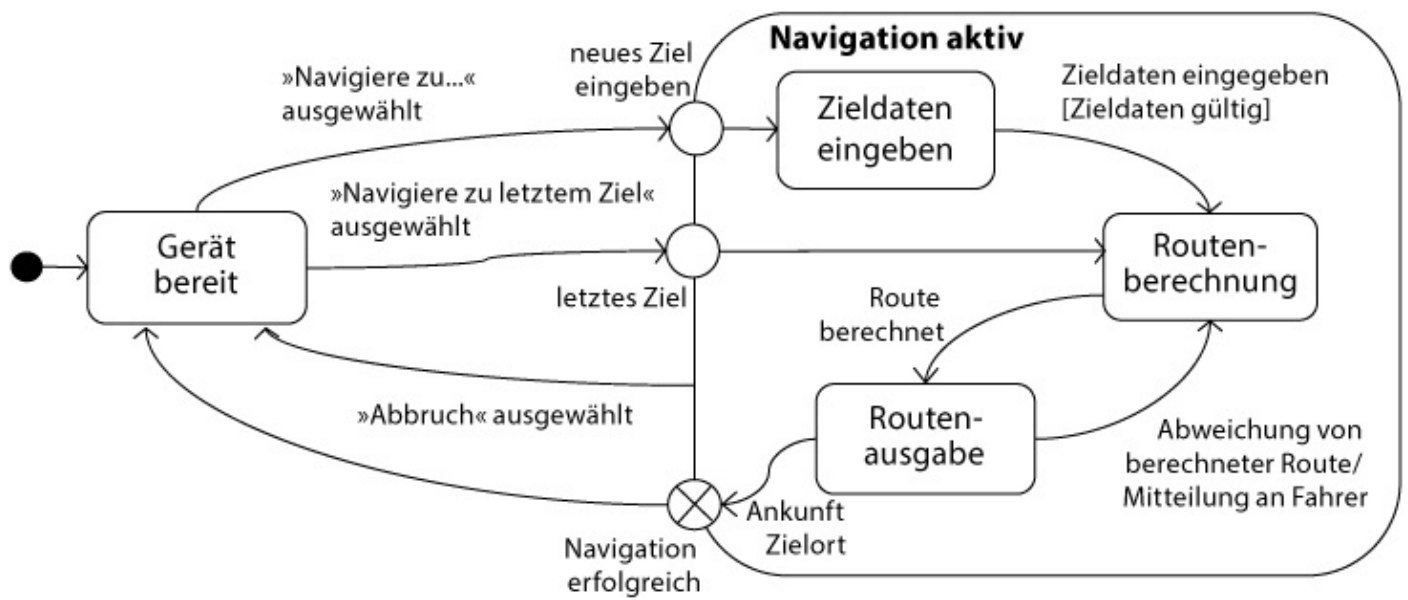 Navigation aktiv
neues Ziel
eingeben
»Navigiere zu...«
ausgewählt
Zieldaten
eingeben
Zieldaten eingegeben
[Zieldaten gültig]
»Navigiere zu letztem Ziel«
ausgewählt
Gerät
bereit
letztes Ziel
Routen-
berechnung
Route
berechnet
»Abbruch« ausgewählt
Routen-
ausgabe
Abweichung von
berechneter Route/
Mitteilung an Fahrer
Ankunft
Zielort
Navigation
erfolgreich